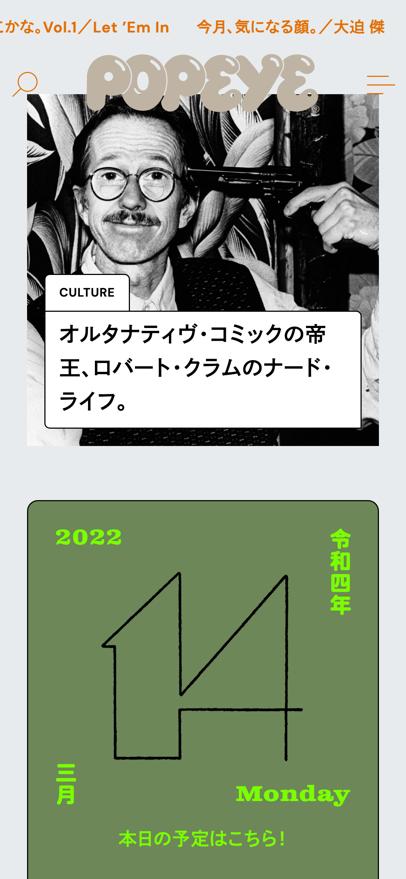 かな。Vol.1／Let ’Em In　今月、気になる顔。／大迫 傑
POPEYE
CULTURE
オルタナティヴ・コミックの帝
王、ロバート・クラムのナード・
ライフ。
2022
令和四年
14
三月
Monday
本日の予定はこちら！